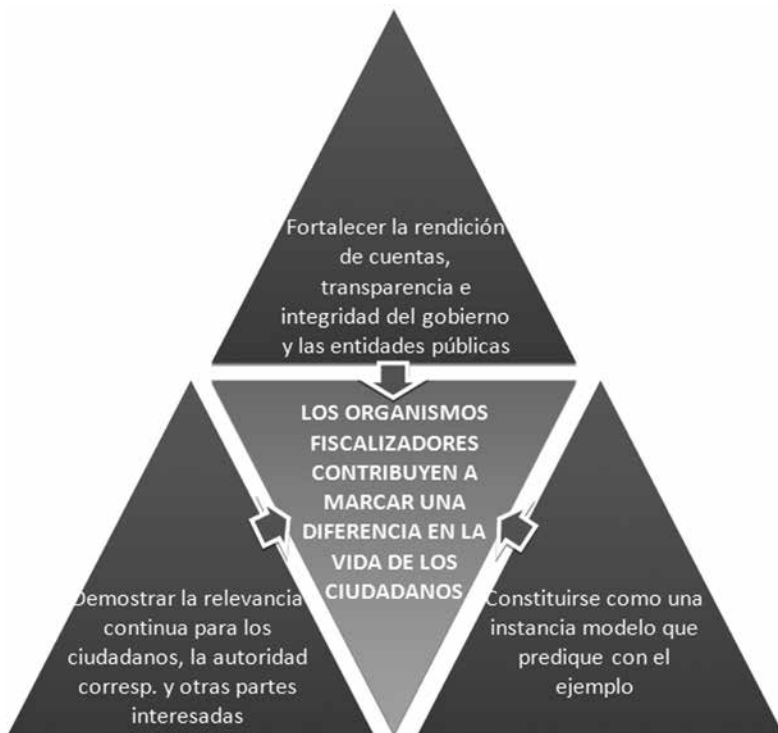 Fortalecer la rendición
de cuentas,
transparencia e
integridad del gobierno
y las entidades públicas
LOS ORGANISMOS
FISCALIZADORES
CONTRIBUYEN A
MARCAR UNA
DIFERENCIA EN LA
VIDA DE LOS
CIUDADANOS
Demostrar la relevancia
continua para los
ciudadanos, la autoridad
corresp. y otras partes
interesadas
Constituirse como una
instancia modelo que
predique con el
ejemplo